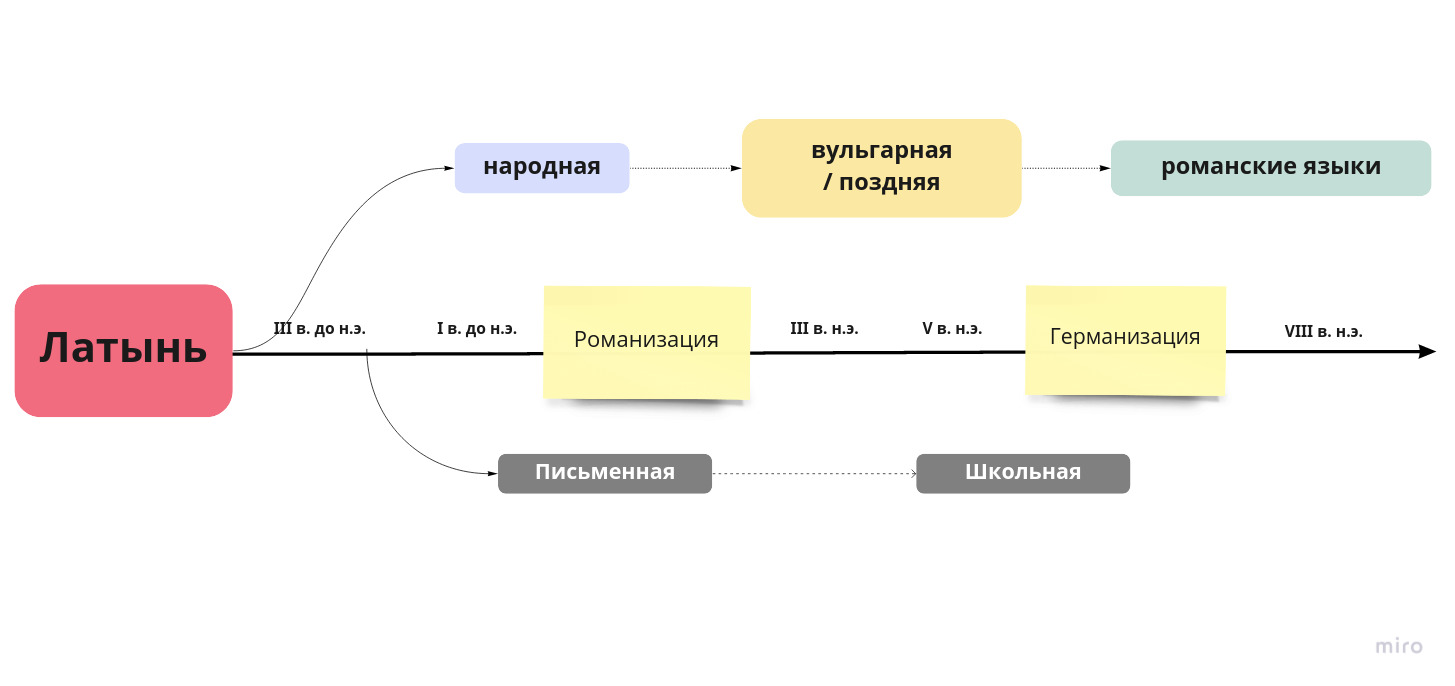 народная
вульгарная
/ поздняя
романские языки
Латынь
III в. до н.э.
I в. до н.э.
Романизация
III в. н.э.
V в. н.э.
Германизация
VIII в. н.э.
Письменная
Школьная
miro